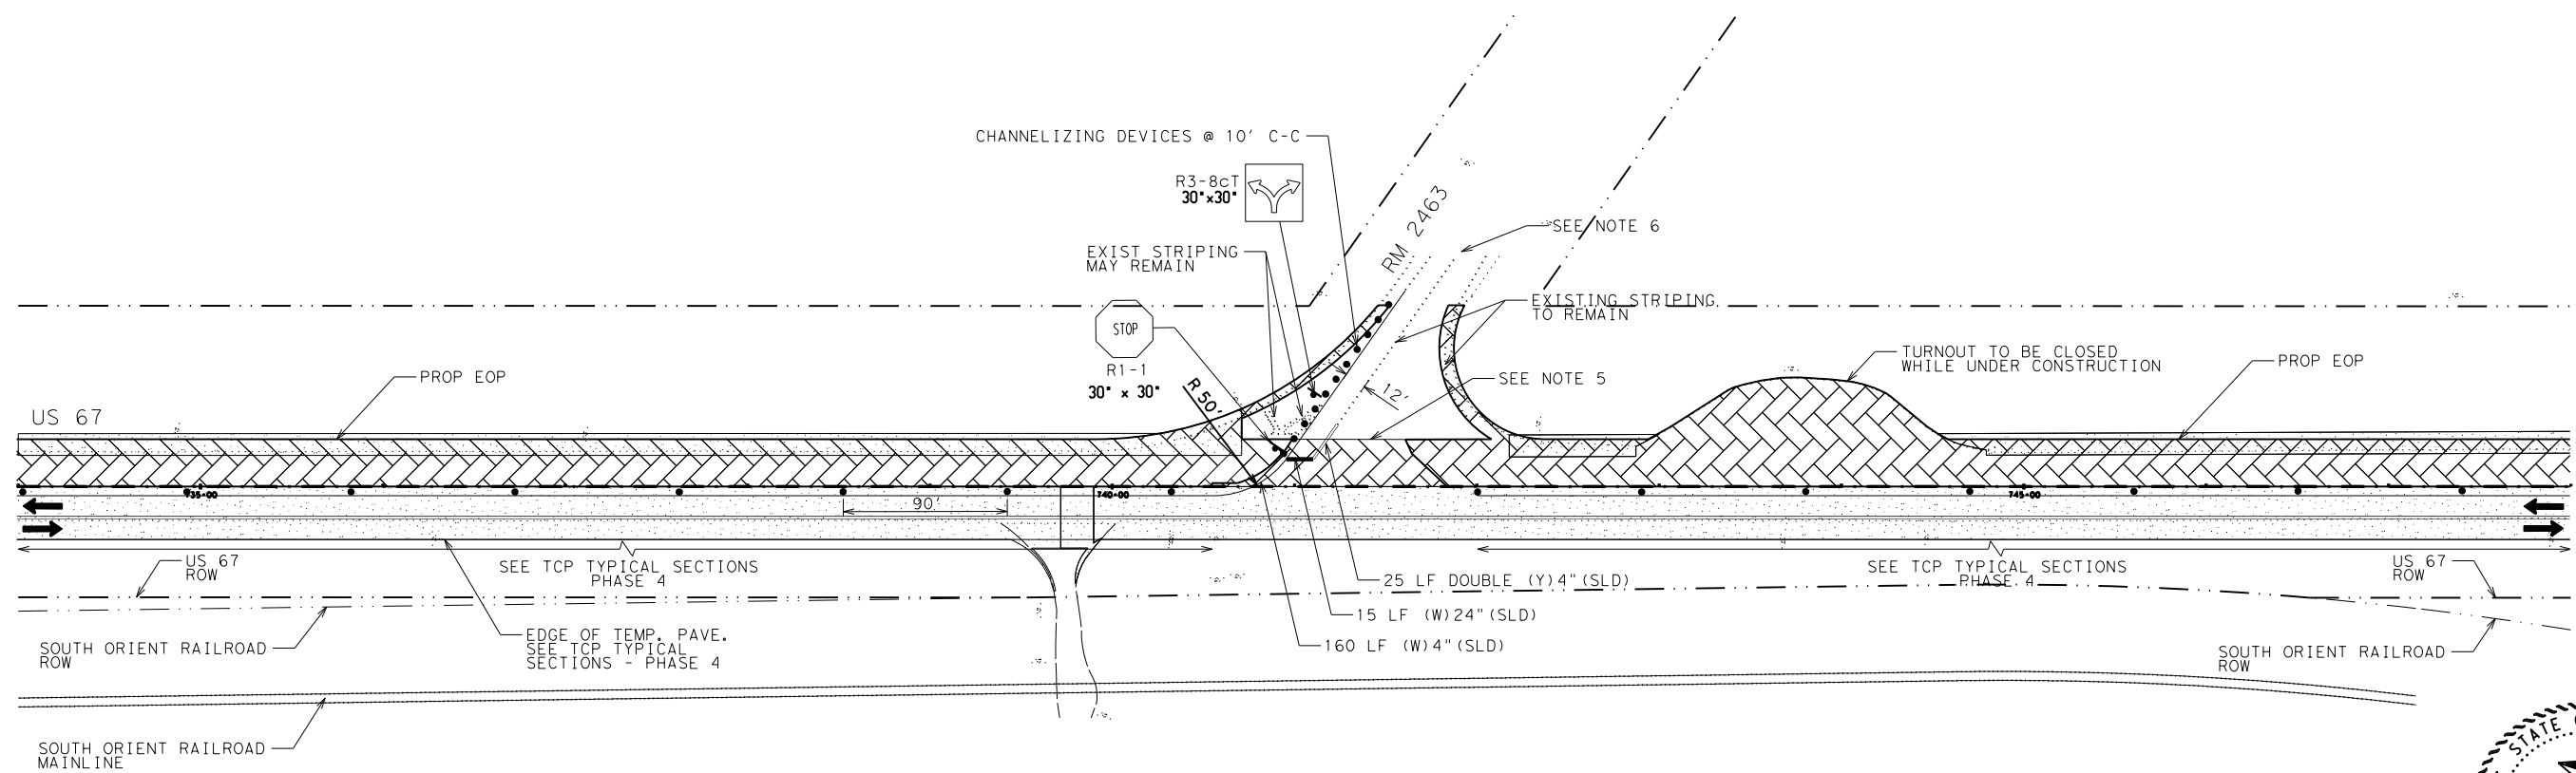 CHANNELIZING DEVICES @ 10' C-C
R3-8cT
30"×30"
RM 2463
SEE NOTE 6
EXIST STRIPING
MAY REMAIN
EXISTING STRIPING
TO REMAIN
STOP
R1-1
30" × 30"
R 50'
12'
SEE NOTE 5
TURNOUT TO BE CLOSED
WHILE UNDER CONSTRUCTION
PROP EOP
PROP EOP
US 67
735+00
740+00
745+00
90'
US 67
ROW
SEE TCP TYPICAL SECTIONS
PHASE 4
SEE TCP TYPICAL SECTIONS
PHASE 4
US 67
ROW
25 LF DOUBLE (Y)4"(SLD)
15 LF (W)24"(SLD)
160 LF (W)4"(SLD)
EDGE OF TEMP. PAVE.
SEE TCP TYPICAL
SECTIONS - PHASE 4
SOUTH ORIENT RAILROAD
ROW
SOUTH ORIENT RAILROAD
ROW
SOUTH ORIENT RAILROAD
MAINLINE
STATE